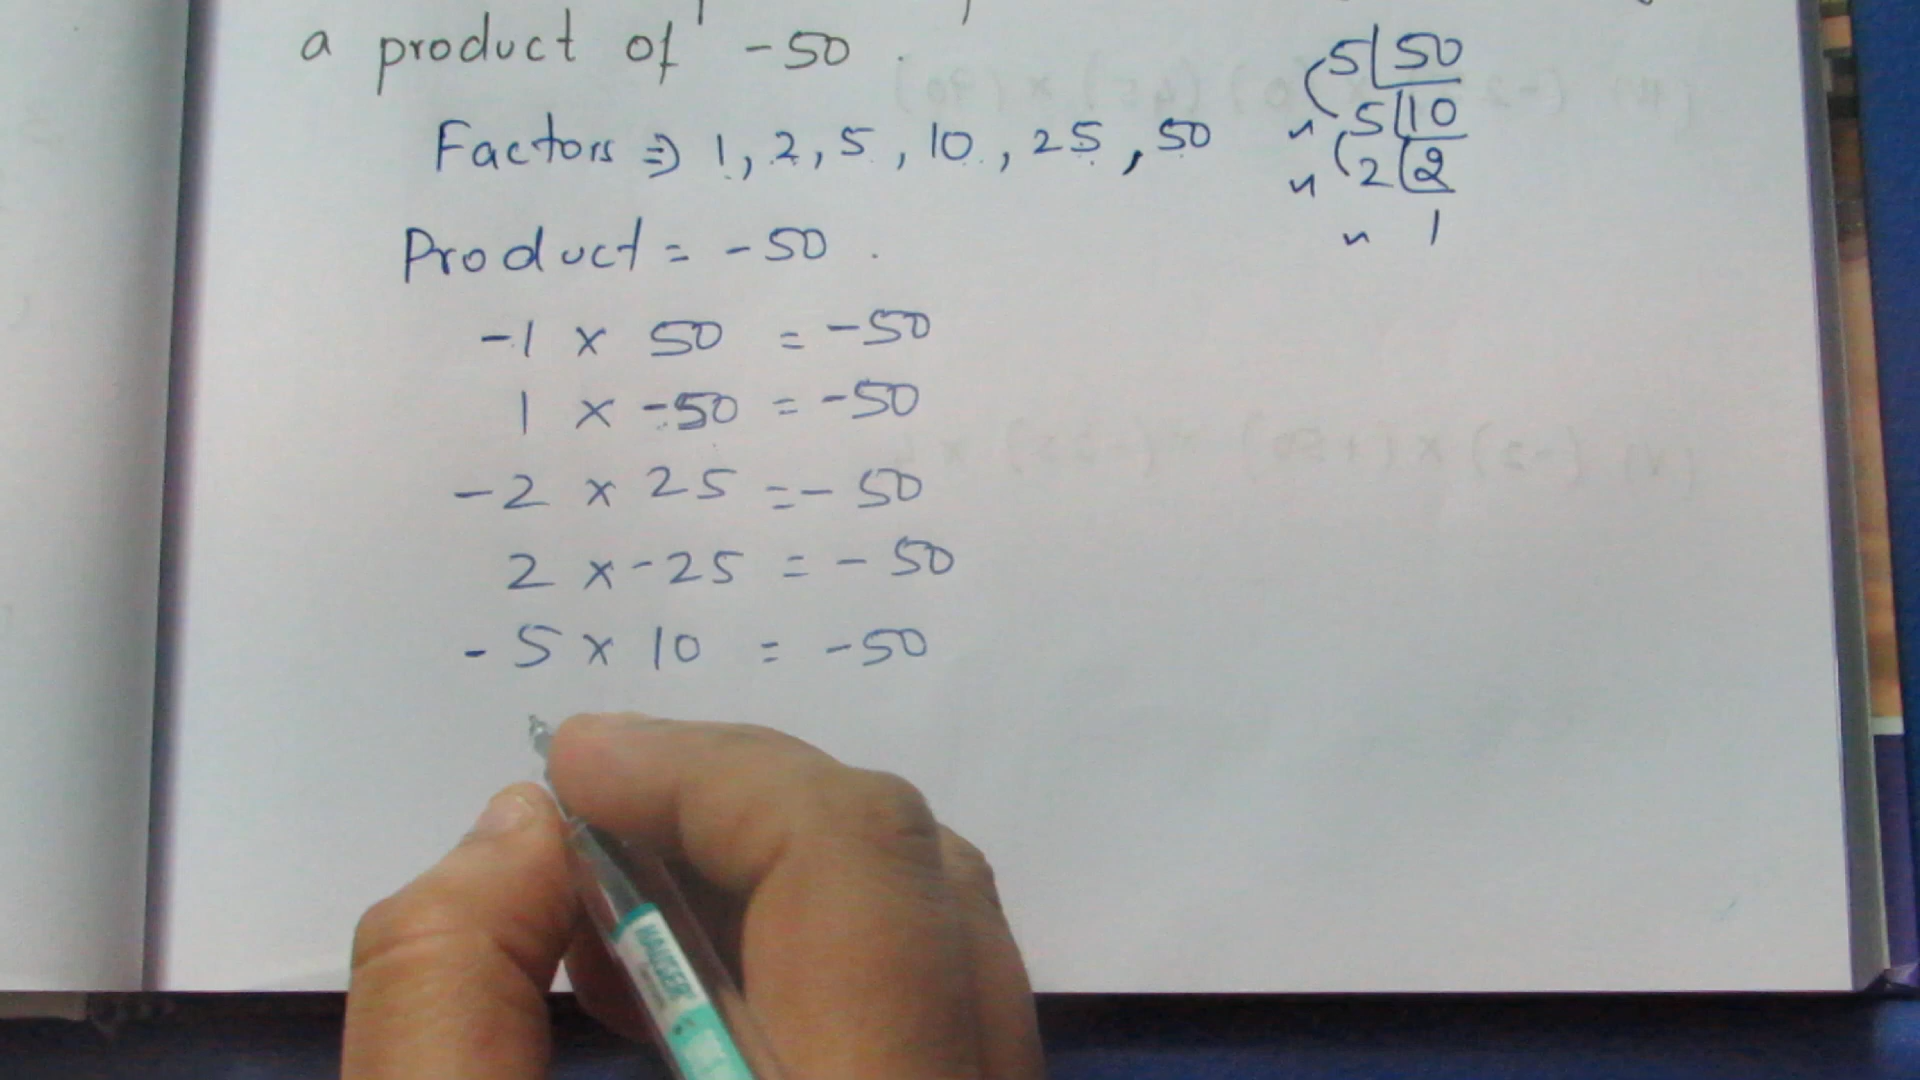 a product of -50.
5 50
5 10
2 2
1
Factors ⇒ 1, 2, 5, 10, 25, 50
Product = -50.
-1 × 50 = -50
1 × -50 = -50
-2 × 25 = -50
2 × -25 = -50
-5 × 10 = -50
HAUSER